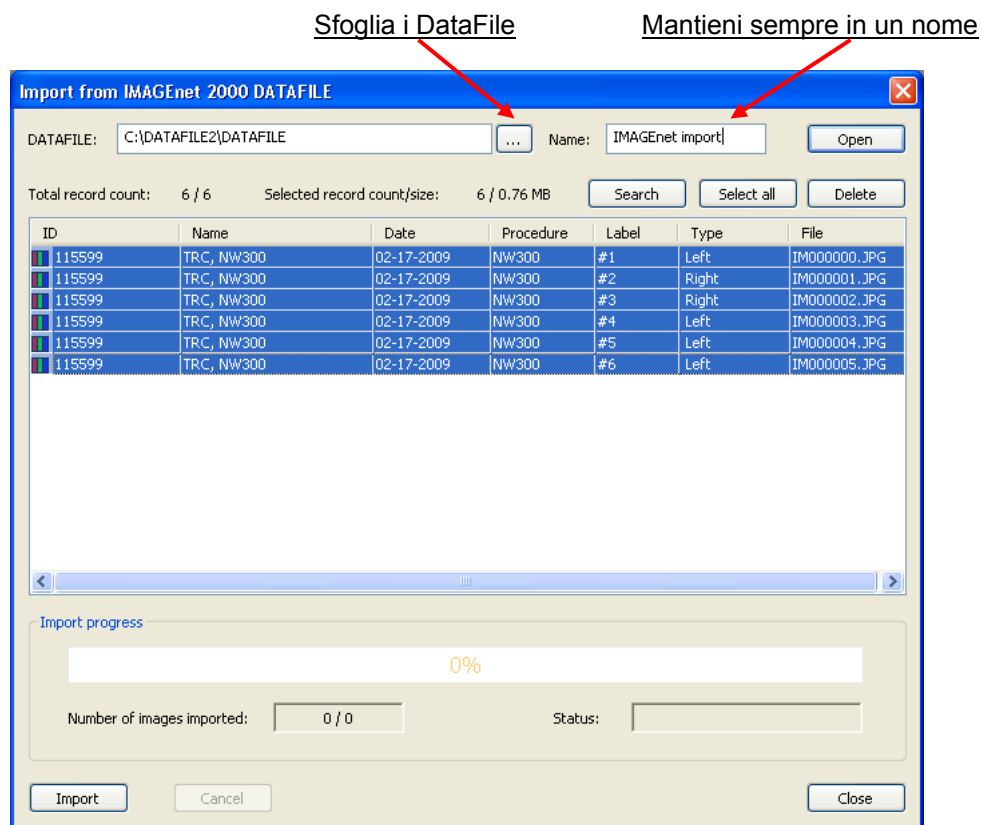 Sfoglia i DataFile Mantieni sempre in un nome
Import from IMAGEnet 2000 DATAFILE
DATAFILE: C:\DATAFILE2\DATAFILE ... Name: IMAGEnet import Open
Total record count: 6 / 6 Selected record count/size: 6 / 0.76 MB Search Select all Delete
ID Name Date Procedure Label Type File
115599 TRC, NW300 02-17-2009 NW300 #1 Left IM000000.JPG
115599 TRC, NW300 02-17-2009 NW300 #2 Right IM000001.JPG
115599 TRC, NW300 02-17-2009 NW300 #3 Right IM000002.JPG
115599 TRC, NW300 02-17-2009 NW300 #4 Left IM000003.JPG
115599 TRC, NW300 02-17-2009 NW300 #5 Left IM000004.JPG
115599 TRC, NW300 02-17-2009 NW300 #6 Left IM000005.JPG
Import progress
0%
Number of images imported: 0 / 0 Status:
Import Cancel Close